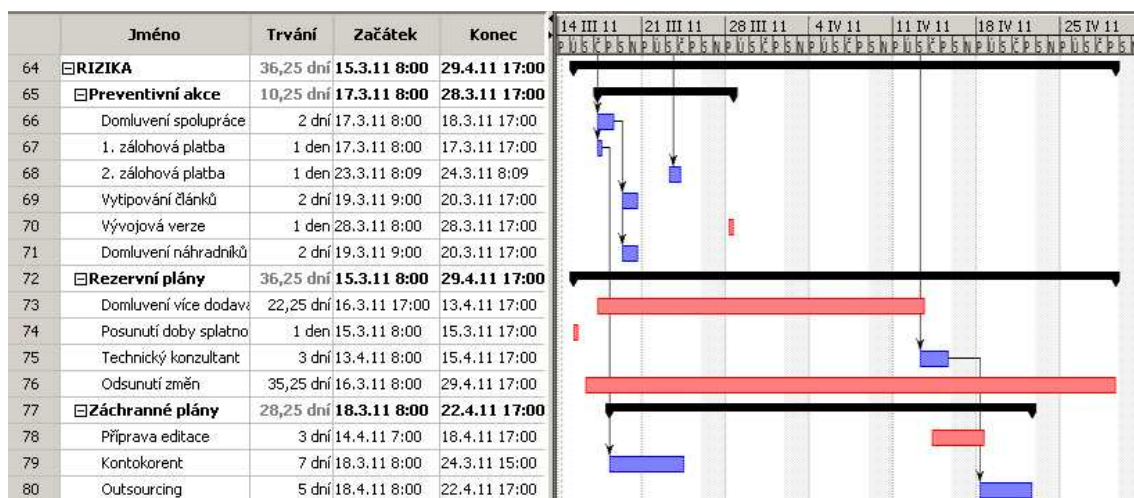 Jméno Trvání Začátek Konec 14 III 11 21 III 11 28 III 11 4 IV 11 11 IV 11 18 IV 11 25 IV 11
P Ú S Č P S N P Ú S Č P S N P Ú S Č P S N P Ú S Č P S N P Ú S Č P S N P Ú S Č P S N P Ú S Č P S N
64 RIZIKA 36,25 dní 15.3.11 8:00 29.4.11 17:00
65 Preventivní akce 10,25 dní 17.3.11 8:00 28.3.11 17:00
66 Domluvení spolupráce 2 dní 17.3.11 8:00 18.3.11 17:00
67 1. zálohová platba 1 den 17.3.11 8:00 17.3.11 17:00
68 2. zálohová platba 1 den 23.3.11 8:09 24.3.11 8:09
69 Vytipování článků 2 dní 19.3.11 9:00 20.3.11 17:00
70 Vývojová verze 1 den 28.3.11 8:00 28.3.11 17:00
71 Domluvení náhradníků 2 dní 19.3.11 9:00 20.3.11 17:00
72 Rezervní plány 36,25 dní 15.3.11 8:00 29.4.11 17:00
73 Domluvení více dodava 22,25 dní 16.3.11 17:00 13.4.11 17:00
74 Posunutí doby splatno 1 den 15.3.11 8:00 15.3.11 17:00
75 Technický konzultant 3 dní 13.4.11 8:00 15.4.11 17:00
76 Odsunutí změn 35,25 dní 16.3.11 8:00 29.4.11 17:00
77 Záchranné plány 28,25 dní 18.3.11 8:00 22.4.11 17:00
78 Příprava editace 3 dní 14.4.11 7:00 18.4.11 17:00
79 Kontokorent 7 dní 18.3.11 8:00 24.3.11 15:00
80 Outsourcing 5 dní 18.4.11 8:00 22.4.11 17:00